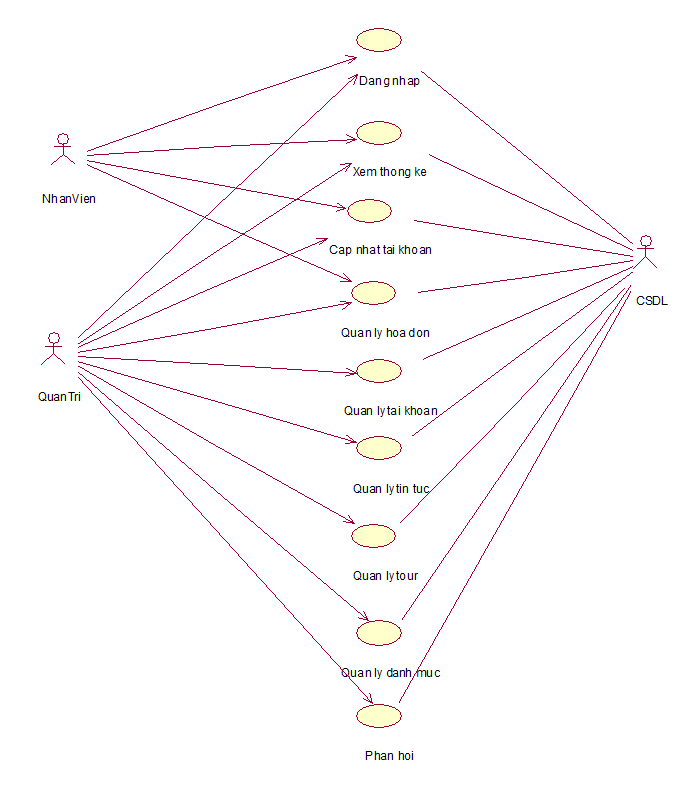 Dang nhap
Xem thong ke
NhanVien
Cap nhat tai khoan
CSDL
Quan ly hoa don
QuanTri
Quan ly tai khoan
Quan ly tin tuc
Quan ly tour
Quan ly danh muc
Phan hoi